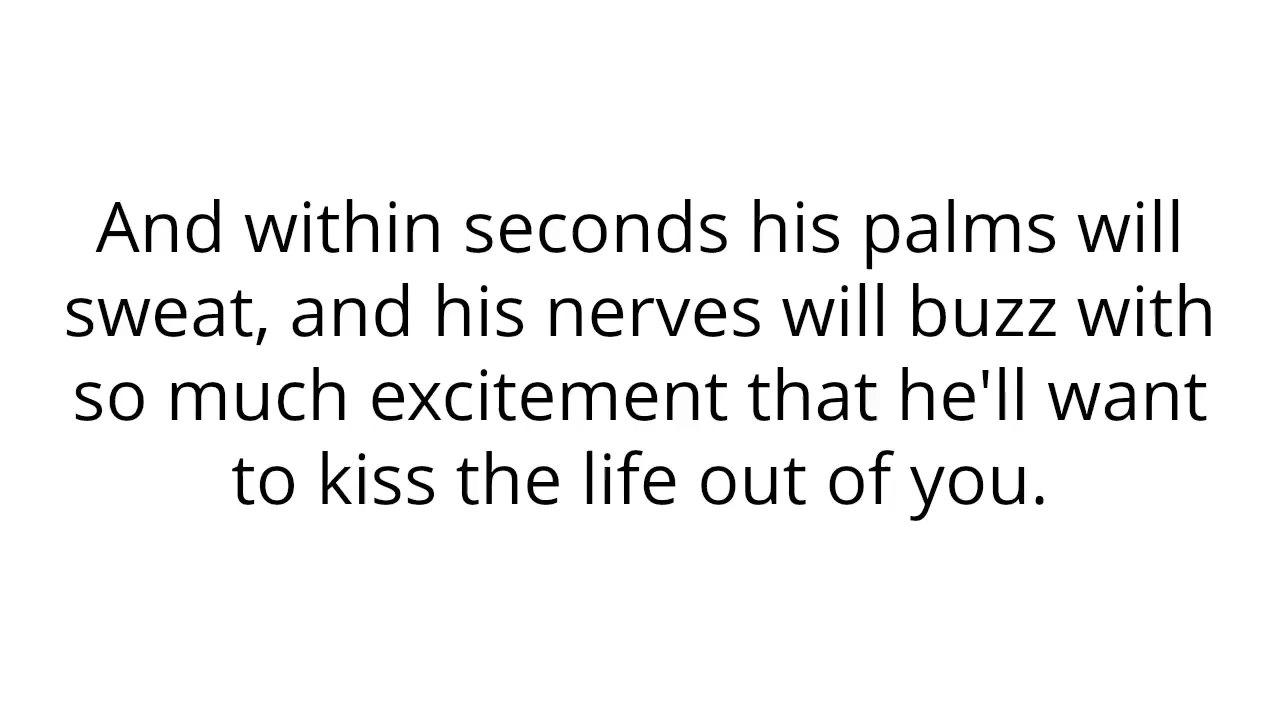 And within seconds his palms will
sweat, and his nerves will buzz with
so much excitement that he'll want
to kiss the life out of you.